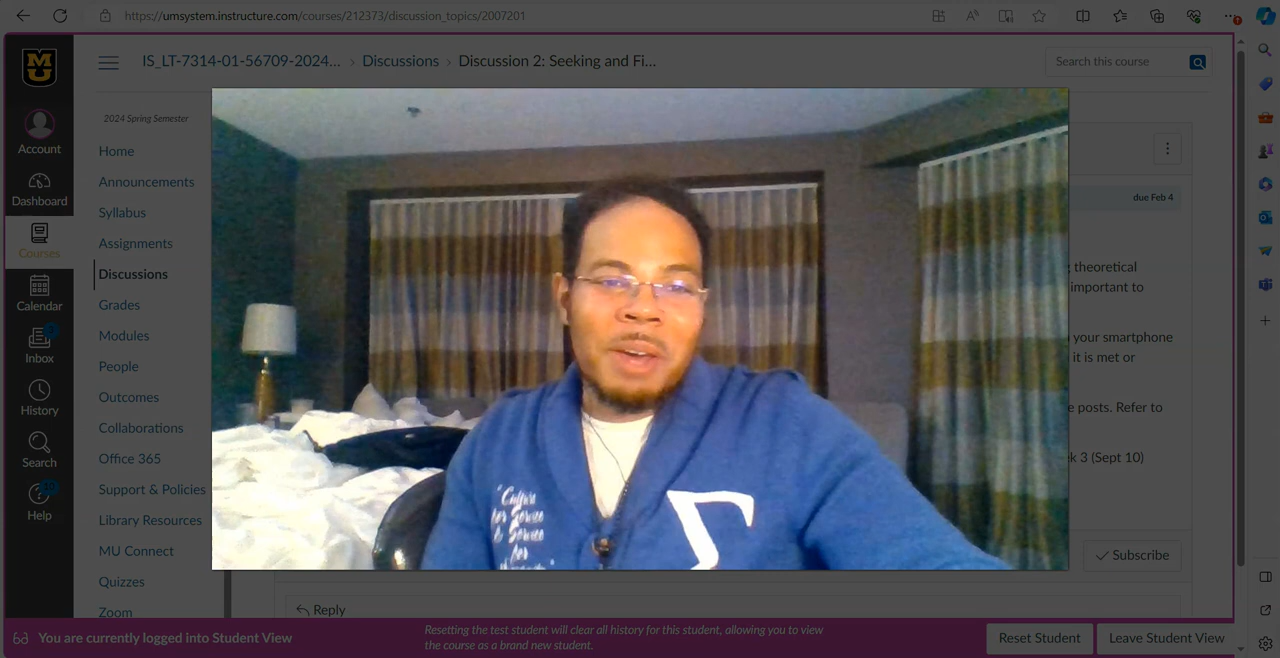 https://umsystem.instructure.com/courses/212373/discussion_topics/2007201
IS_LT-7314-01-56709-2024... › Discussions › Discussion 2: Seeking and Fi...
Search this course
2024 Spring Semester
Account
Dashboard
Courses
Calendar
Inbox
History
Search
Help
Home
Announcements
Syllabus
Assignments
Discussions
Grades
Modules
People
Outcomes
Collaborations
Office 365
Support & Policies
Library Resources
MU Connect
Quizzes
Zoom
due Feb 4
theoretical
important to
your smartphone
it is met or
posts. Refer to
3 (Sept 10)
"Culture
for Service
& Service
for
Σ
Subscribe
Reply
You are currently logged into Student View
Resetting the test student will clear all history for this student, allowing you to view
the course as a brand new student.
Reset Student
Leave Student View